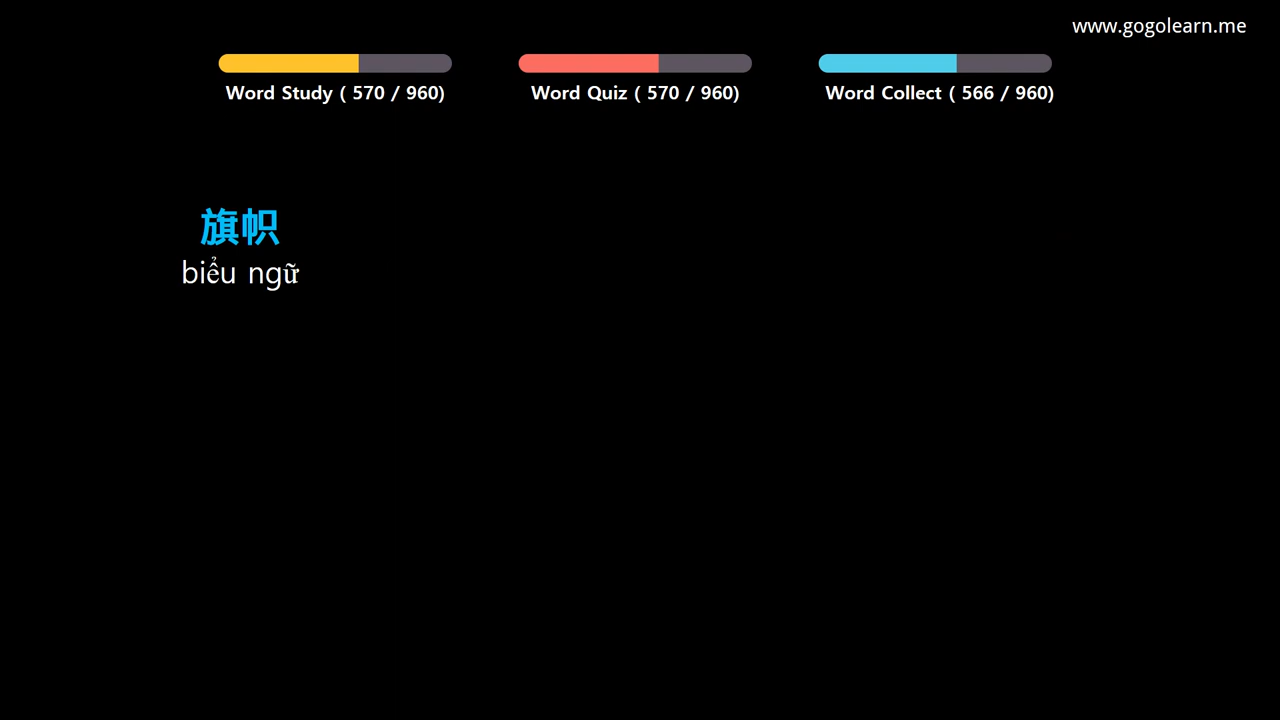 www.gogolearn.me
Word Study ( 570 / 960)
Word Quiz ( 570 / 960)
Word Collect ( 566 / 960)
旗帜
biểu ngữ